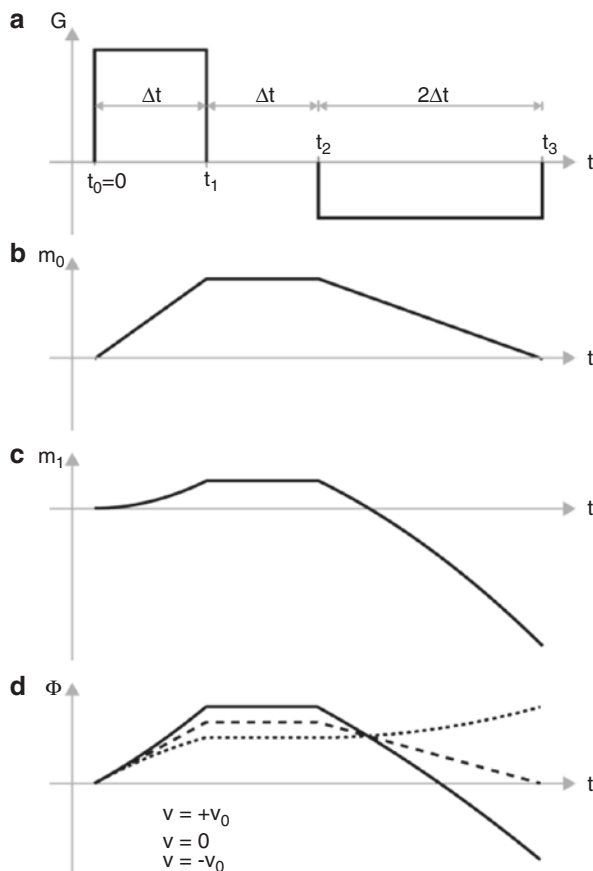 a G
Δt Δt 2Δt
t₂ t₃
t₀=0 t₁ t
b m₀
t
c m₁
t
d Φ
t
v = +v₀
v = 0
v = -v₀